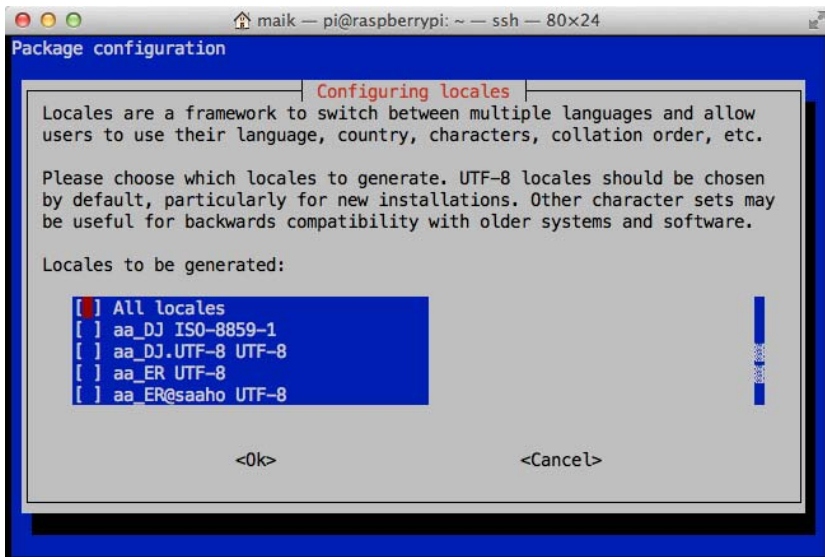 maik — pi@raspberrypi: ~ — ssh — 80×24
Package configuration
Configuring locales
Locales are a framework to switch between multiple languages and allow
users to use their language, country, characters, collation order, etc.
Please choose which locales to generate. UTF-8 locales should be chosen
by default, particularly for new installations. Other character sets may
be useful for backwards compatibility with older systems and software.
Locales to be generated:
[ ] All locales
[ ] aa_DJ ISO-8859-1
[ ] aa_DJ.UTF-8 UTF-8
[ ] aa_ER UTF-8
[ ] aa_ER@saaho UTF-8
<Ok> <Cancel>